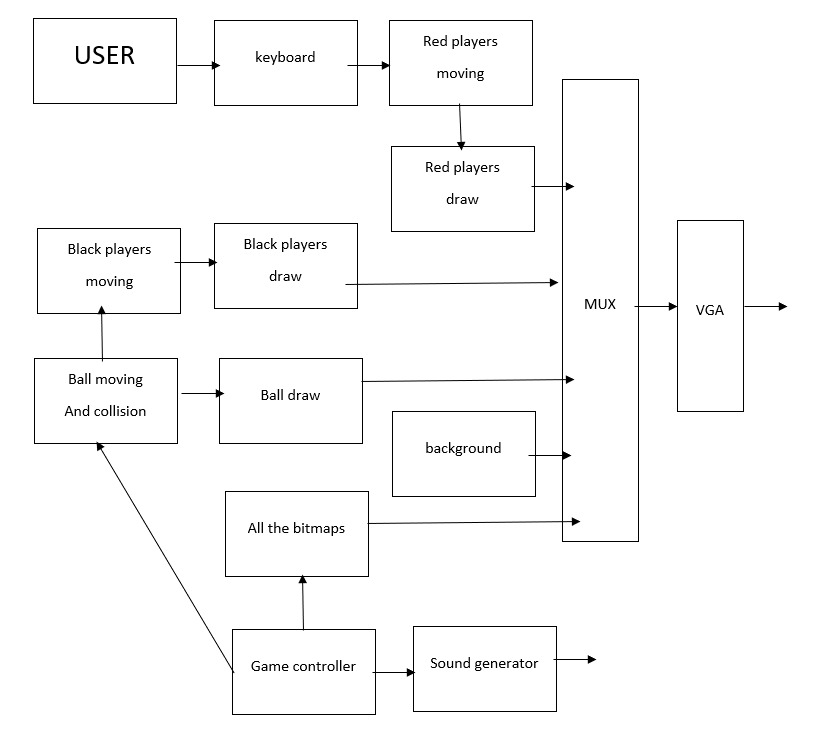 USER
keyboard
Red players
moving
Red players
draw
Black players
moving
Black players
draw
MUX
VGA
Ball moving
And collision
Ball draw
background
All the bitmaps
Game controller
Sound generator